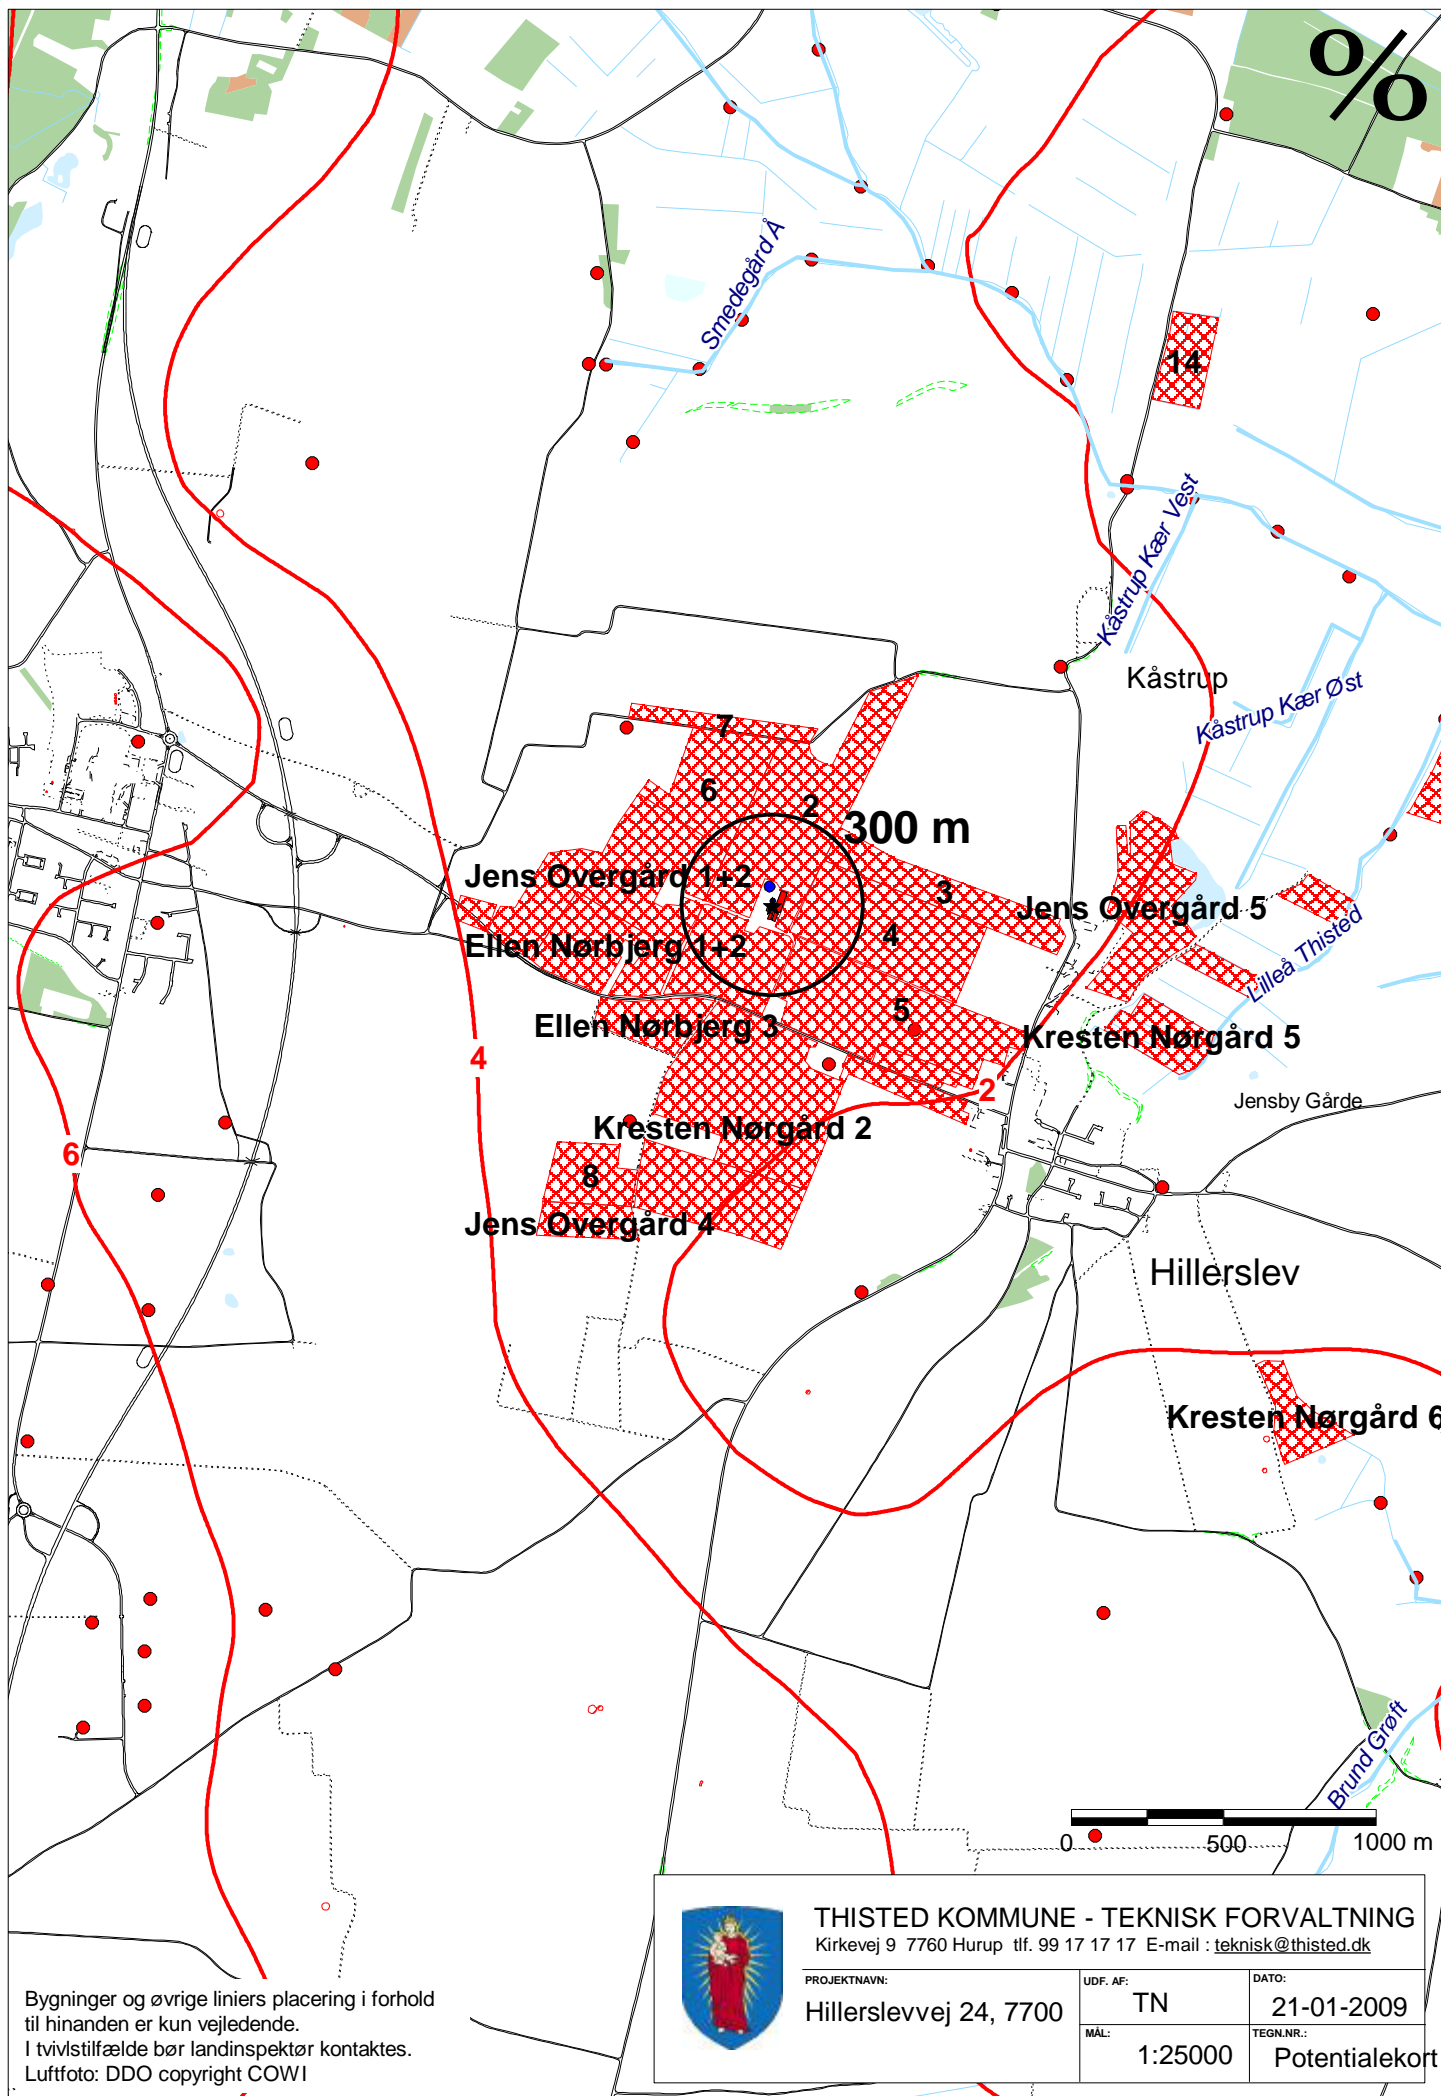 %
Smedegård Å
14
Kåstrup Kær Vest
Kåstrup
Kåstrup Kær Øst
7
6
2
300 m
Jens Overgård 1+2
3
Jens Overgård 5
4
Ellen Nørbjerg 1+2
Lilleå Thisted
5
Ellen Nørbjerg 3
Kresten Nørgård 5
4
2
Jensby Gårde
Kresten Nørgård 2
6
8
Jens Overgård 4
Hillerslev
Kresten Nørgård 6
Brund Grøft
0 500 1000 m
THISTED KOMMUNE - TEKNISK FORVALTNING
Kirkevej 9 7760 Hurup tlf. 99 17 17 17 E-mail : teknisk@thisted.dk
PROJEKTNAVN:
Hillerslevvej 24, 7700
UDF. AF:
TN
DATO:
21-01-2009
MÅL:
1:25000
TEGN.NR.:
Potentialekort
Bygninger og øvrige liniers placering i forhold
til hinanden er kun vejledende.
I tvivlstilfælde bør landinspektør kontaktes.
Luftfoto: DDO copyright COWI